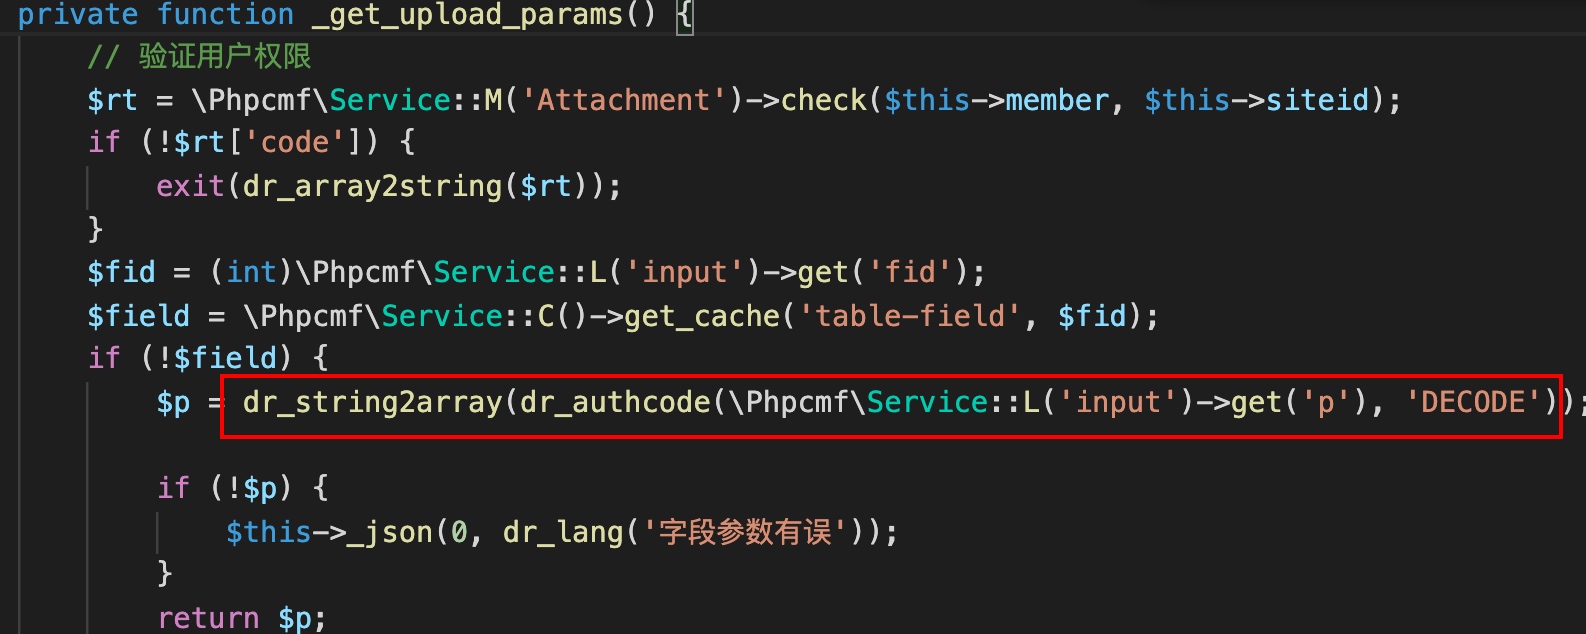 private function _get_upload_params() {
// 验证用户权限
$rt = \Phpcmf\Service::M('Attachment')->check($this->member, $this->siteid);
if (!$rt['code']) {
exit(dr_array2string($rt));
}
$fid = (int)\Phpcmf\Service::L('input')->get('fid');
$field = \Phpcmf\Service::C()->get_cache('table-field', $fid);
if (!$field) {
$p = dr_string2array(dr_authcode(\Phpcmf\Service::L('input')->get('p'), 'DECODE'));
if (!$p) {
$this->_json(0, dr_lang('字段参数有误'));
}
return $p;